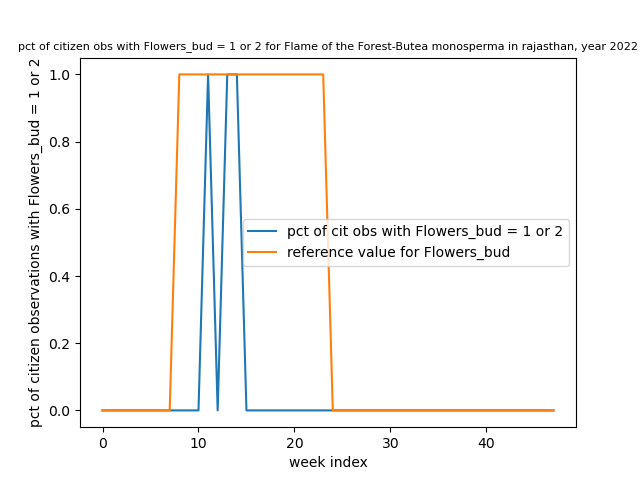 pct of citizen obs with Flowers_bud = 1 or 2 for Flame of the Forest-Butea monosperma in rajasthan, year 2022
pct of citizen observations with Flowers_bud = 1 or 2
1.0
0.8
0.6
0.4
0.2
0.0
pct of cit obs with Flowers_bud = 1 or 2
reference value for Flowers_bud
0 10 20 30 40
week index